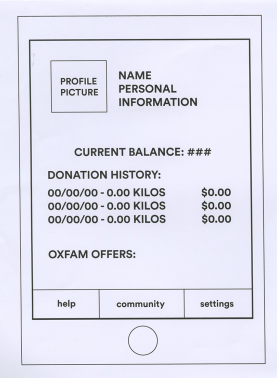 PROFILE
PICTURE
NAME
PERSONAL
INFORMATION
CURRENT BALANCE: ###
DONATION HISTORY:
00/00/00 - 0.00 KILOS $0.00
00/00/00 - 0.00 KILOS $0.00
00/00/00 - 0.00 KILOS $0.00
OXFAM OFFERS:
help community settings